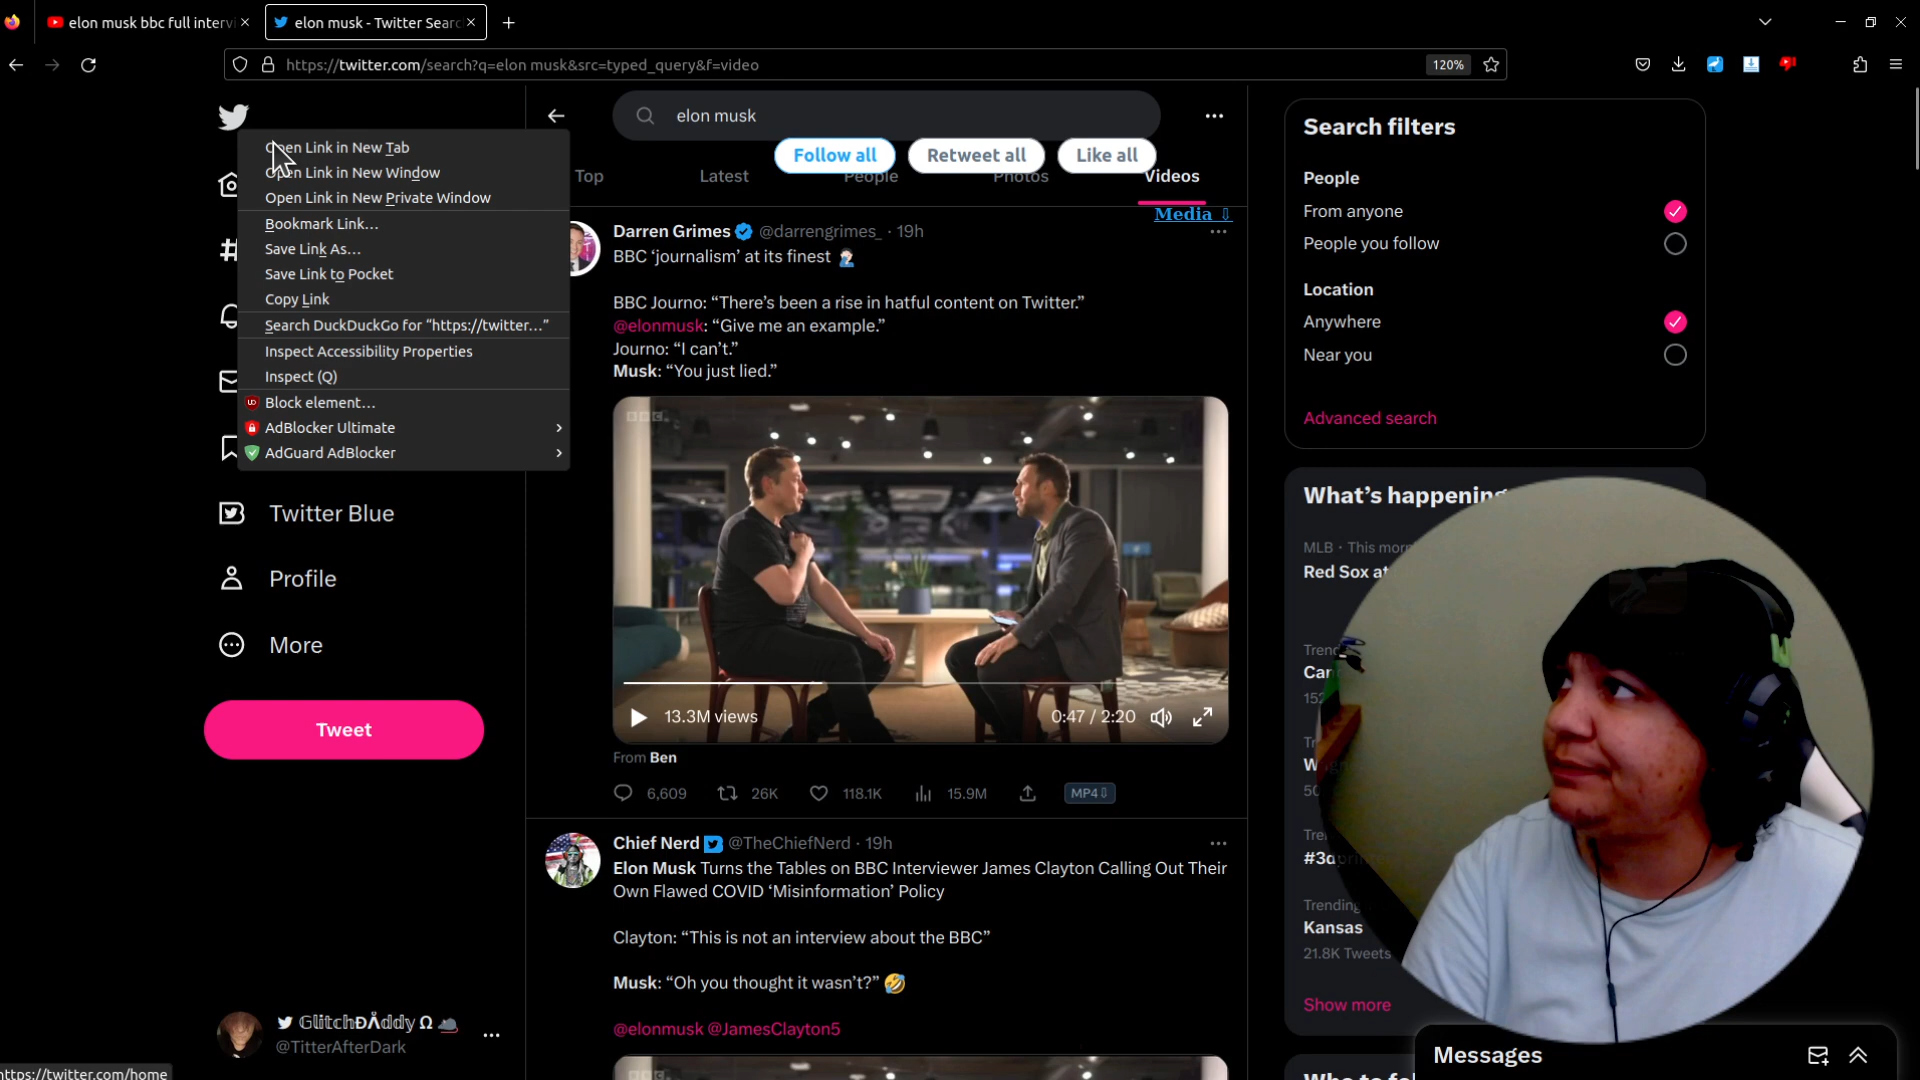 elon musk bbc full intervi
elon musk - Twitter Searc
https://twitter.com/search?q=elon musk&src=typed_query&f=video
120%
elon musk
Follow all
Retweet all
Like all
Top
Latest
People
Photos
Videos
Media ⇩
Open Link in New Tab
Open Link in New Window
Open Link in New Private Window
Bookmark Link…
Save Link As…
Save Link to Pocket
Copy Link
Search DuckDuckGo for “https://twitter…”
Inspect Accessibility Properties
Inspect (Q)
Block element…
AdBlocker Ultimate
AdGuard AdBlocker
Twitter Blue
Profile
More
Tweet
𝔾𝕝𝕚𝕥𝕔𝕙ĐÅ𝕕𝕕𝕪 Ω
@TitterAfterDark
https://twitter.com/home
Darren Grimes @darrengrimes_ · 19h
BBC ‘journalism’ at its finest
BBC Journo: “There’s been a rise in hatful content on Twitter.”
@elonmusk: “Give me an example.”
Journo: “I can’t.”
Musk: “You just lied.”
BBC
13.3M views
0:47 / 2:20
From Ben
6,609
26K
118.1K
15.9M
MP4⇩
Chief Nerd @TheChiefNerd · 19h
Elon Musk Turns the Tables on BBC Interviewer James Clayton Calling Out Their
Own Flawed COVID ‘Misinformation’ Policy
Clayton: “This is not an interview about the BBC”
Musk: “Oh you thought it wasn’t?” 🤣
@elonmusk @JamesClayton5
Search filters
People
From anyone
People you follow
Location
Anywhere
Near you
Advanced search
What’s happening
MLB · This morn
Red Sox at
Trend
Kansas
Trending
21.8K Tweets
Show more
Messages